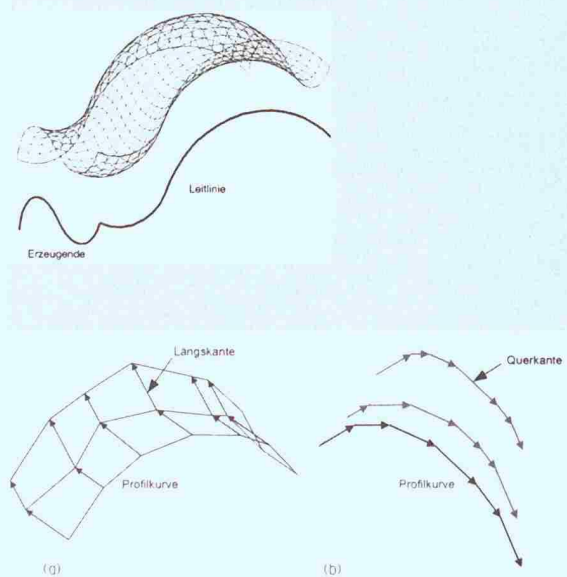 Leitlinie
Erzeugende
Längskante
Querkante
Profilkurve
Profilkurve
(a)
(b)